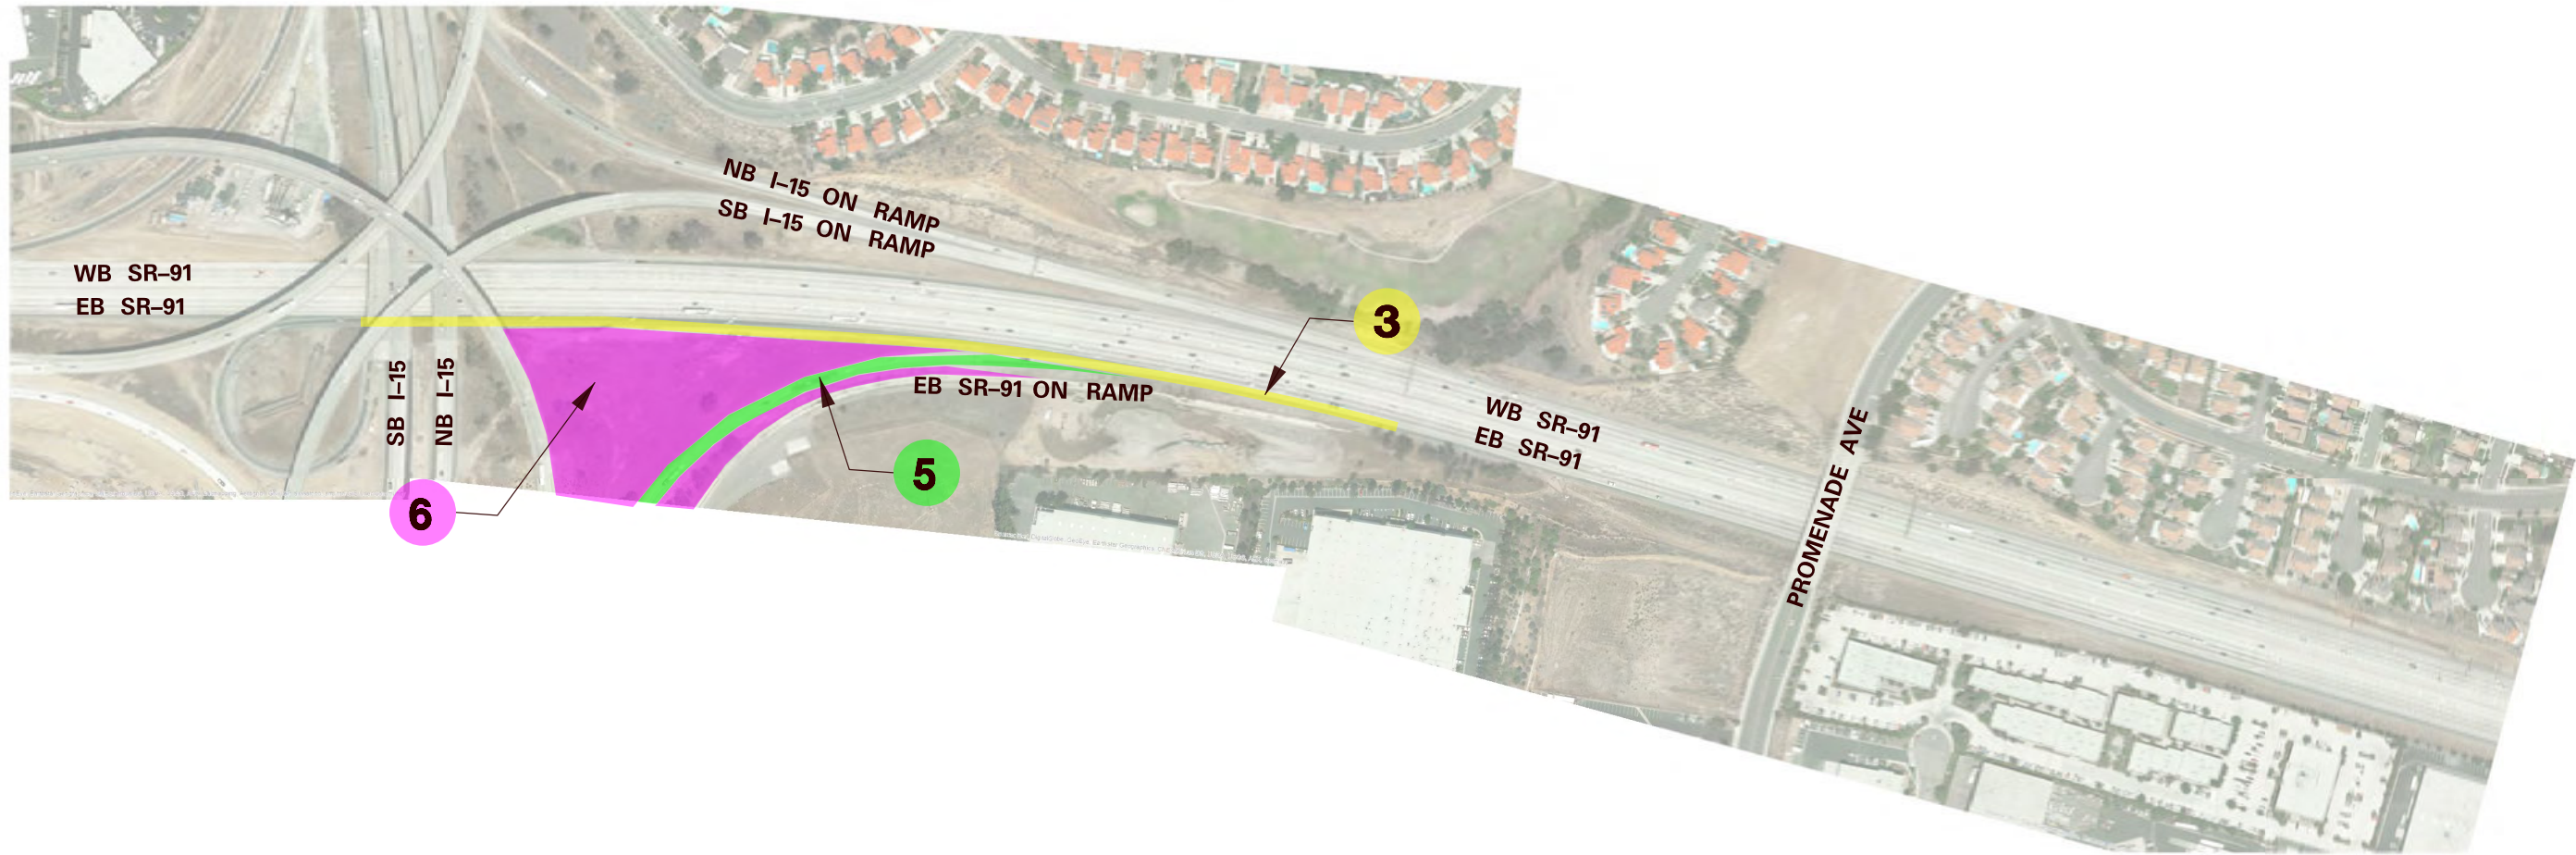 NB I–15 ON RAMP
SB I–15 ON RAMP
WB SR–91
EB SR–91
3
SB I–15
NB I–15
EB SR–91 ON RAMP
WB SR–91
EB SR–91
5
6
PROMENADE AVE